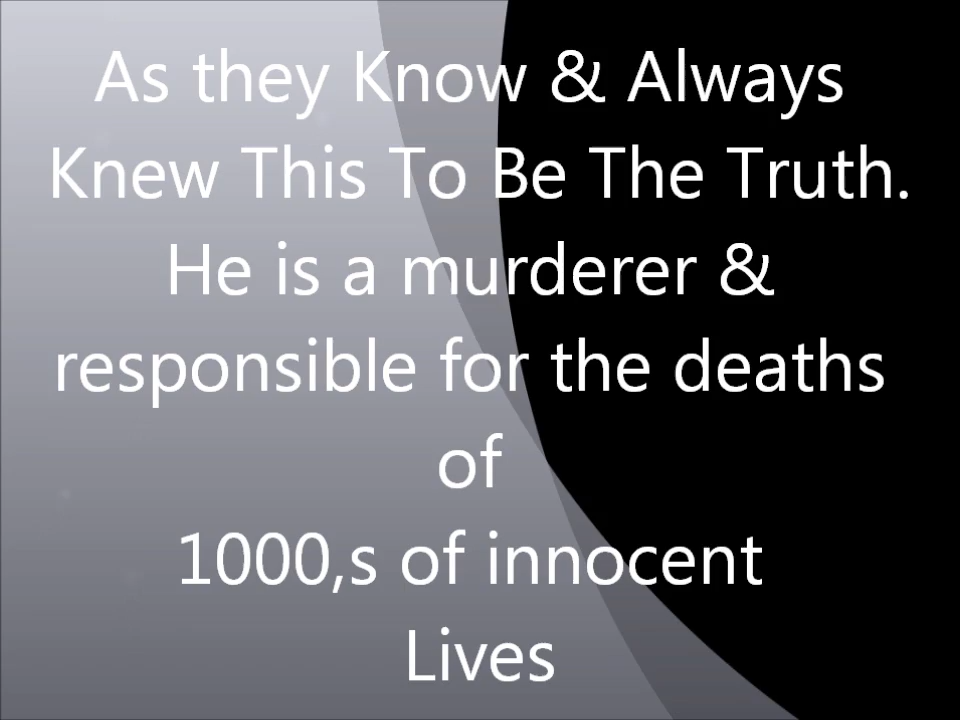 As they Know & Always
Knew This To Be The Truth.
He is a murderer &
responsible for the deaths
of
1000,s of innocent
Lives